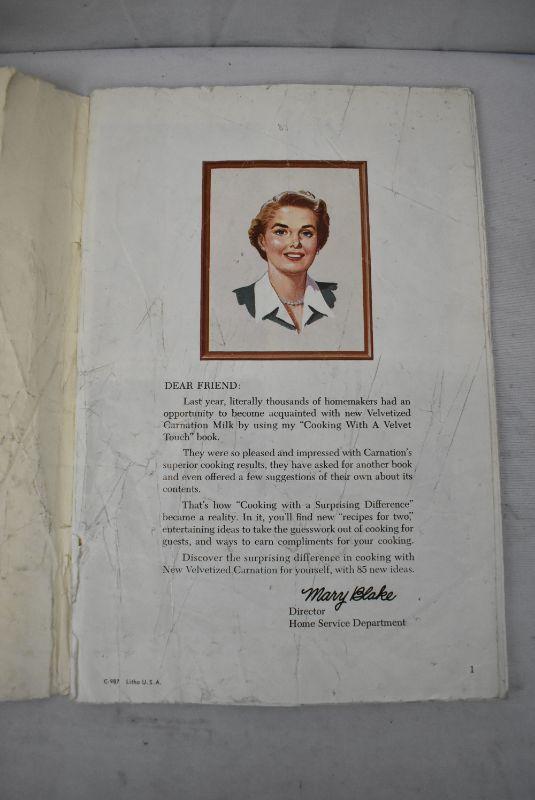 DEAR FRIEND:
Last year, literally thousands of homemakers had an
opportunity to become acquainted with new Velvetized
Carnation Milk by using my "Cooking With A Velvet
Touch" book.
They were so pleased and impressed with Carnation's
superior cooking results, they have asked for another book
and even offered a few suggestions of their own about its
contents.
That's how "Cooking with a Surprising Difference"
became a reality. In it, you'll find new "recipes for two,"
entertaining ideas to take the guesswork out of cooking for
guests, and ways to earn compliments for your cooking.
Discover the surprising difference in cooking with
New Velvetized Carnation for yourself, with 85 new ideas.
Mary Blake
Director
Home Service Department
1
C-987 Litho U. S. A.